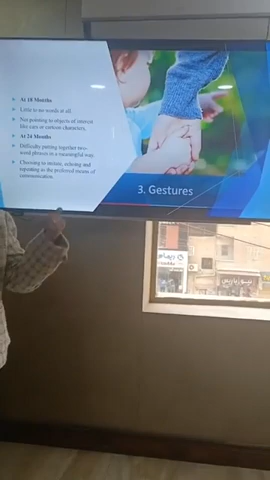 At 18 Months
Little to no words at all.
Not pointing to objects of interest
like cars or cartoon characters.
At 24 Months
Difficulty putting together two-
word phrases in a meaningful way.
Choosing to imitate, echoing and
repeating as the preferred means of
communication.
3. Gestures
نيو باريس